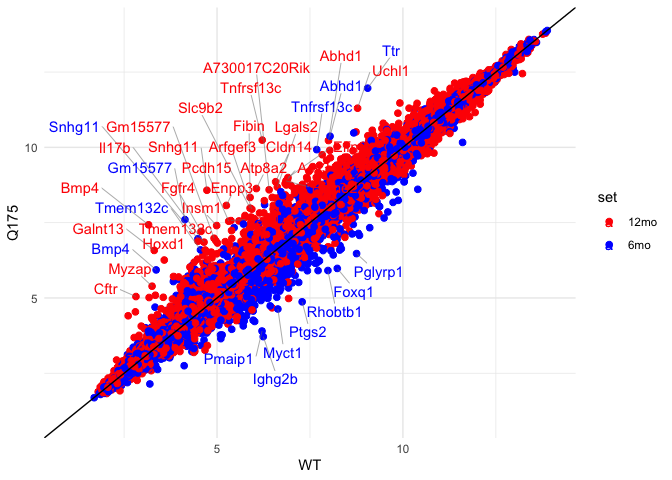 Abhd1
Ttr
A730017C20Rik
Uchl1
Tnfrsf13c
Abhd1
Slc9b2
Tnfrsf13c
Snhg11
Gm15577
Fibin
Lgals2
Il17b
Snhg11
Arfgef3
Cldn14
Gm15577
Pcdh15
Atp8a2
Bmp4
Fgfr4
Enpp3
Tmem132c
Insm1
Galnt13
Tmem132c
Bmp4
Hoxd1
Myzap
Cftr
Pglyrp1
Foxq1
Rhobtb1
Ptgs2
Pmaip1
Myct1
Ighg2b
10
5
Q175
5
10
WT
set
12mo
6mo